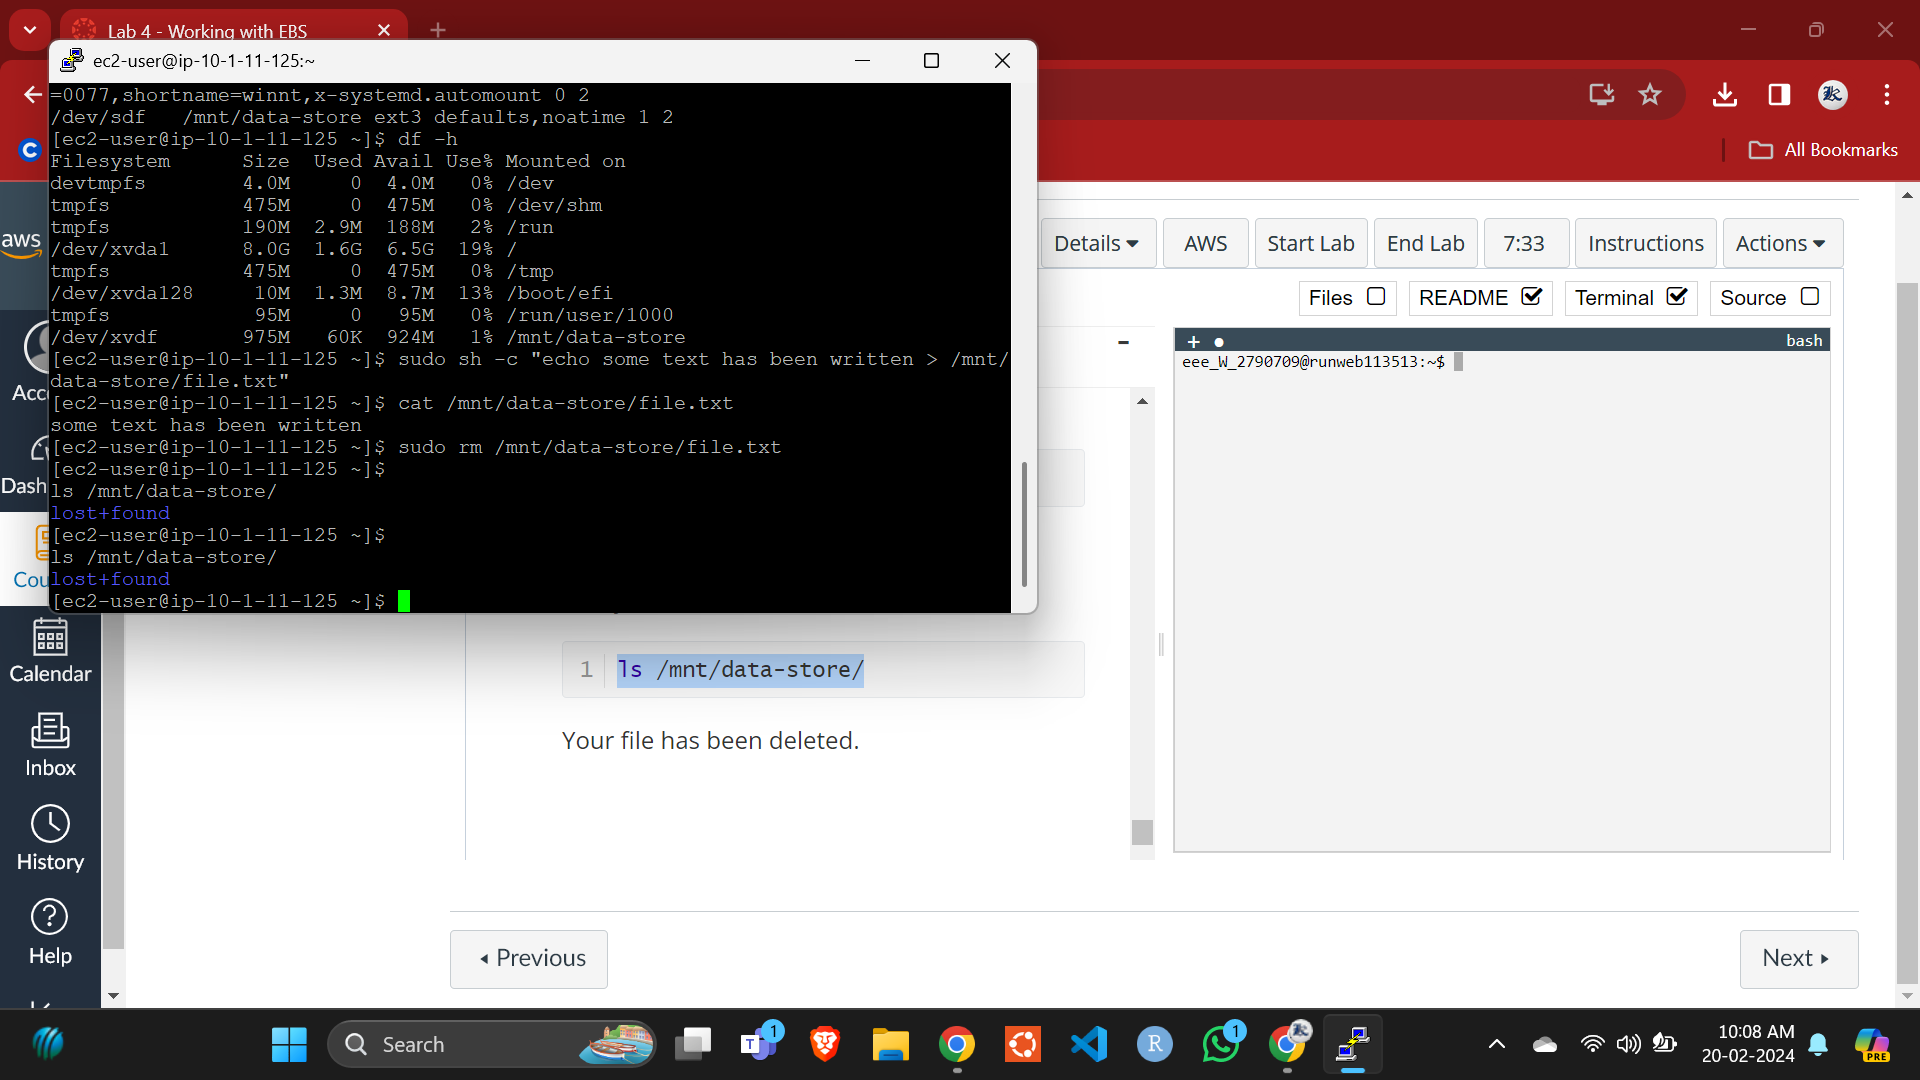 Lab 4 - Working with EBS
ec2-user@ip-10-1-11-125:~
=0077,shortname=winnt,x-systemd.automount 0 2
/dev/sdf   /mnt/data-store ext3 defaults,noatime 1 2
[ec2-user@ip-10-1-11-125 ~]$ df -h
Filesystem      Size  Used Avail Use% Mounted on
devtmpfs        4.0M     0  4.0M   0% /dev
tmpfs           475M     0  475M   0% /dev/shm
tmpfs           190M  2.9M  188M   2% /run
/dev/xvda1      8.0G  1.6G  6.5G  19% /
tmpfs           475M     0  475M   0% /tmp
/dev/xvda128     10M  1.3M  8.7M  13% /boot/efi
tmpfs            95M     0   95M   0% /run/user/1000
/dev/xvdf       975M   60K  924M   1% /mnt/data-store
[ec2-user@ip-10-1-11-125 ~]$ sudo sh -c "echo some text has been written > /mnt/
data-store/file.txt"
[ec2-user@ip-10-1-11-125 ~]$ cat /mnt/data-store/file.txt
some text has been written
[ec2-user@ip-10-1-11-125 ~]$ sudo rm /mnt/data-store/file.txt
[ec2-user@ip-10-1-11-125 ~]$
ls /mnt/data-store/
lost+found
[ec2-user@ip-10-1-11-125 ~]$
ls /mnt/data-store/
lost+found
[ec2-user@ip-10-1-11-125 ~]$
All Bookmarks
aws
Acc
Dash
Cou
Calendar
Inbox
History
Help
Details AWS Start Lab End Lab 7:33 Instructions Actions
Files README Terminal Source
bash
eee_W_2790709@runweb113513:~$
1 ls /mnt/data-store/
Your file has been deleted.
Previous
Next
Search
1
1
10:08 AM
20-02-2024
PRE